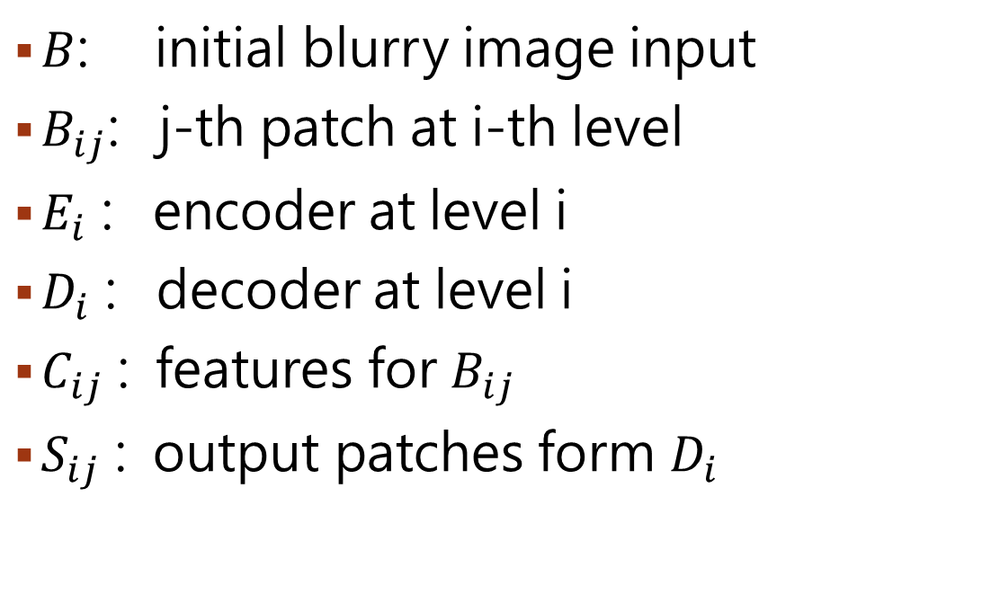 ▪ B: initial blurry image input
▪ B_{ij}: j-th patch at i-th level
▪ E_i : encoder at level i
▪ D_i : decoder at level i
▪ C_{ij} : features for B_{ij}
▪ S_{ij} : output patches form D_i